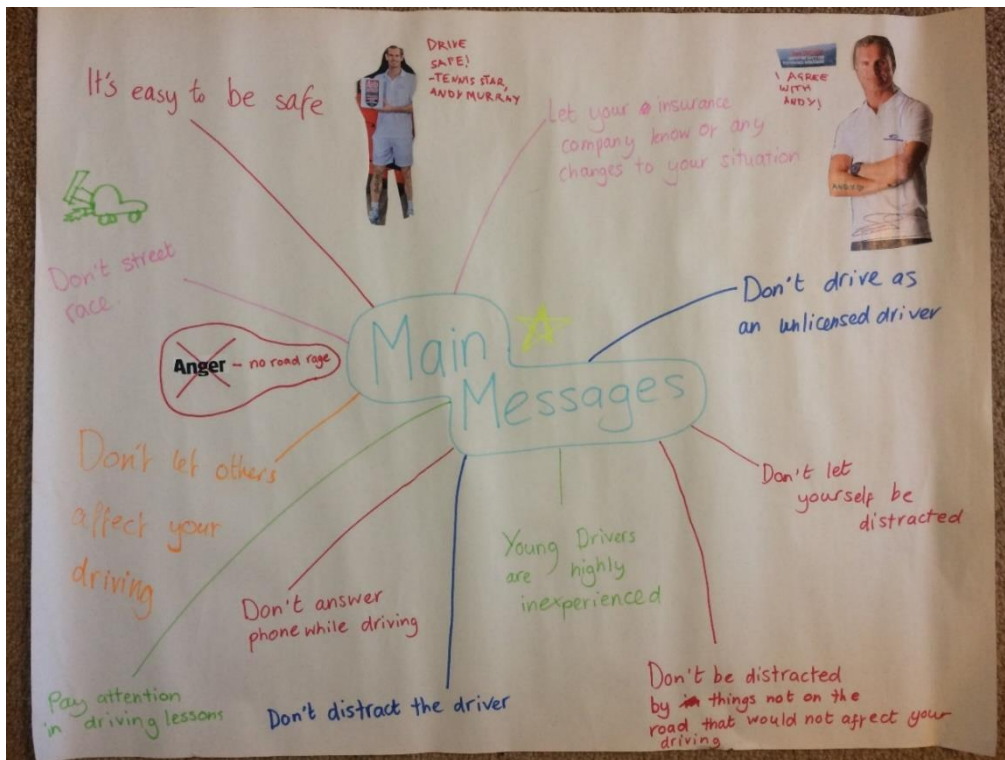 It's easy to be safe
DRIVE
SAFE!
-TENNIS STAR,
ANDY MURRAY
I AGREE
WITH
ANDY!
ANDY
Let your insurance
company know or any
changes to your situation
Don't street
race.
Don't drive as
an unlicensed driver
Anger - no road rage
Main
Messages
Don't let others
affect your
driving
Don't let
yourself be
distracted
Young Drivers
are highly
inexperienced
Don't answer
phone while driving
Pay attention
in driving lessons
Don't distract the driver
Don't be distracted
by things not on the
road that would not affect your
driving